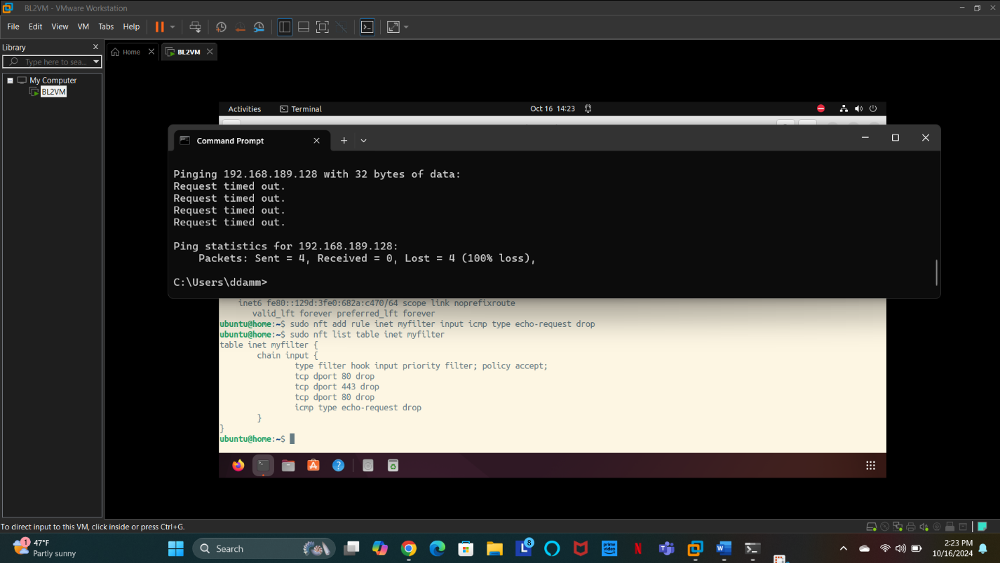 BL2VM - VMware Workstation
File Edit View VM Tabs Help
Library
Home
BL2VM
Type here to sea...
My Computer
BL2VM
Activities
Terminal
Oct 16 14:23
Command Prompt
Pinging 192.168.189.128 with 32 bytes of data:
Request timed out.
Request timed out.
Request timed out.
Request timed out.
Ping statistics for 192.168.189.128:
Packets: Sent = 4, Received = 0, Lost = 4 (100% loss),
C:\Users\ddamm>
inet6 fe80::129d:3fe0:682a:c470/64 scope link noprefixroute
valid_lft forever preferred_lft forever
ubuntu@home:~$ sudo nft add rule inet myfilter input icmp type echo-request drop
ubuntu@home:~$ sudo nft list table inet myfilter
table inet myfilter {
chain input {
type filter hook input priority filter; policy accept;
tcp dport 80 drop
tcp dport 443 drop
tcp dport 80 drop
icmp type echo-request drop
}
}
ubuntu@home:~$
To direct input to this VM, click inside or press Ctrl+G.
1
47°F
Partly sunny
Search
L
8
prime video
N
W
2:23 PM
10/16/2024